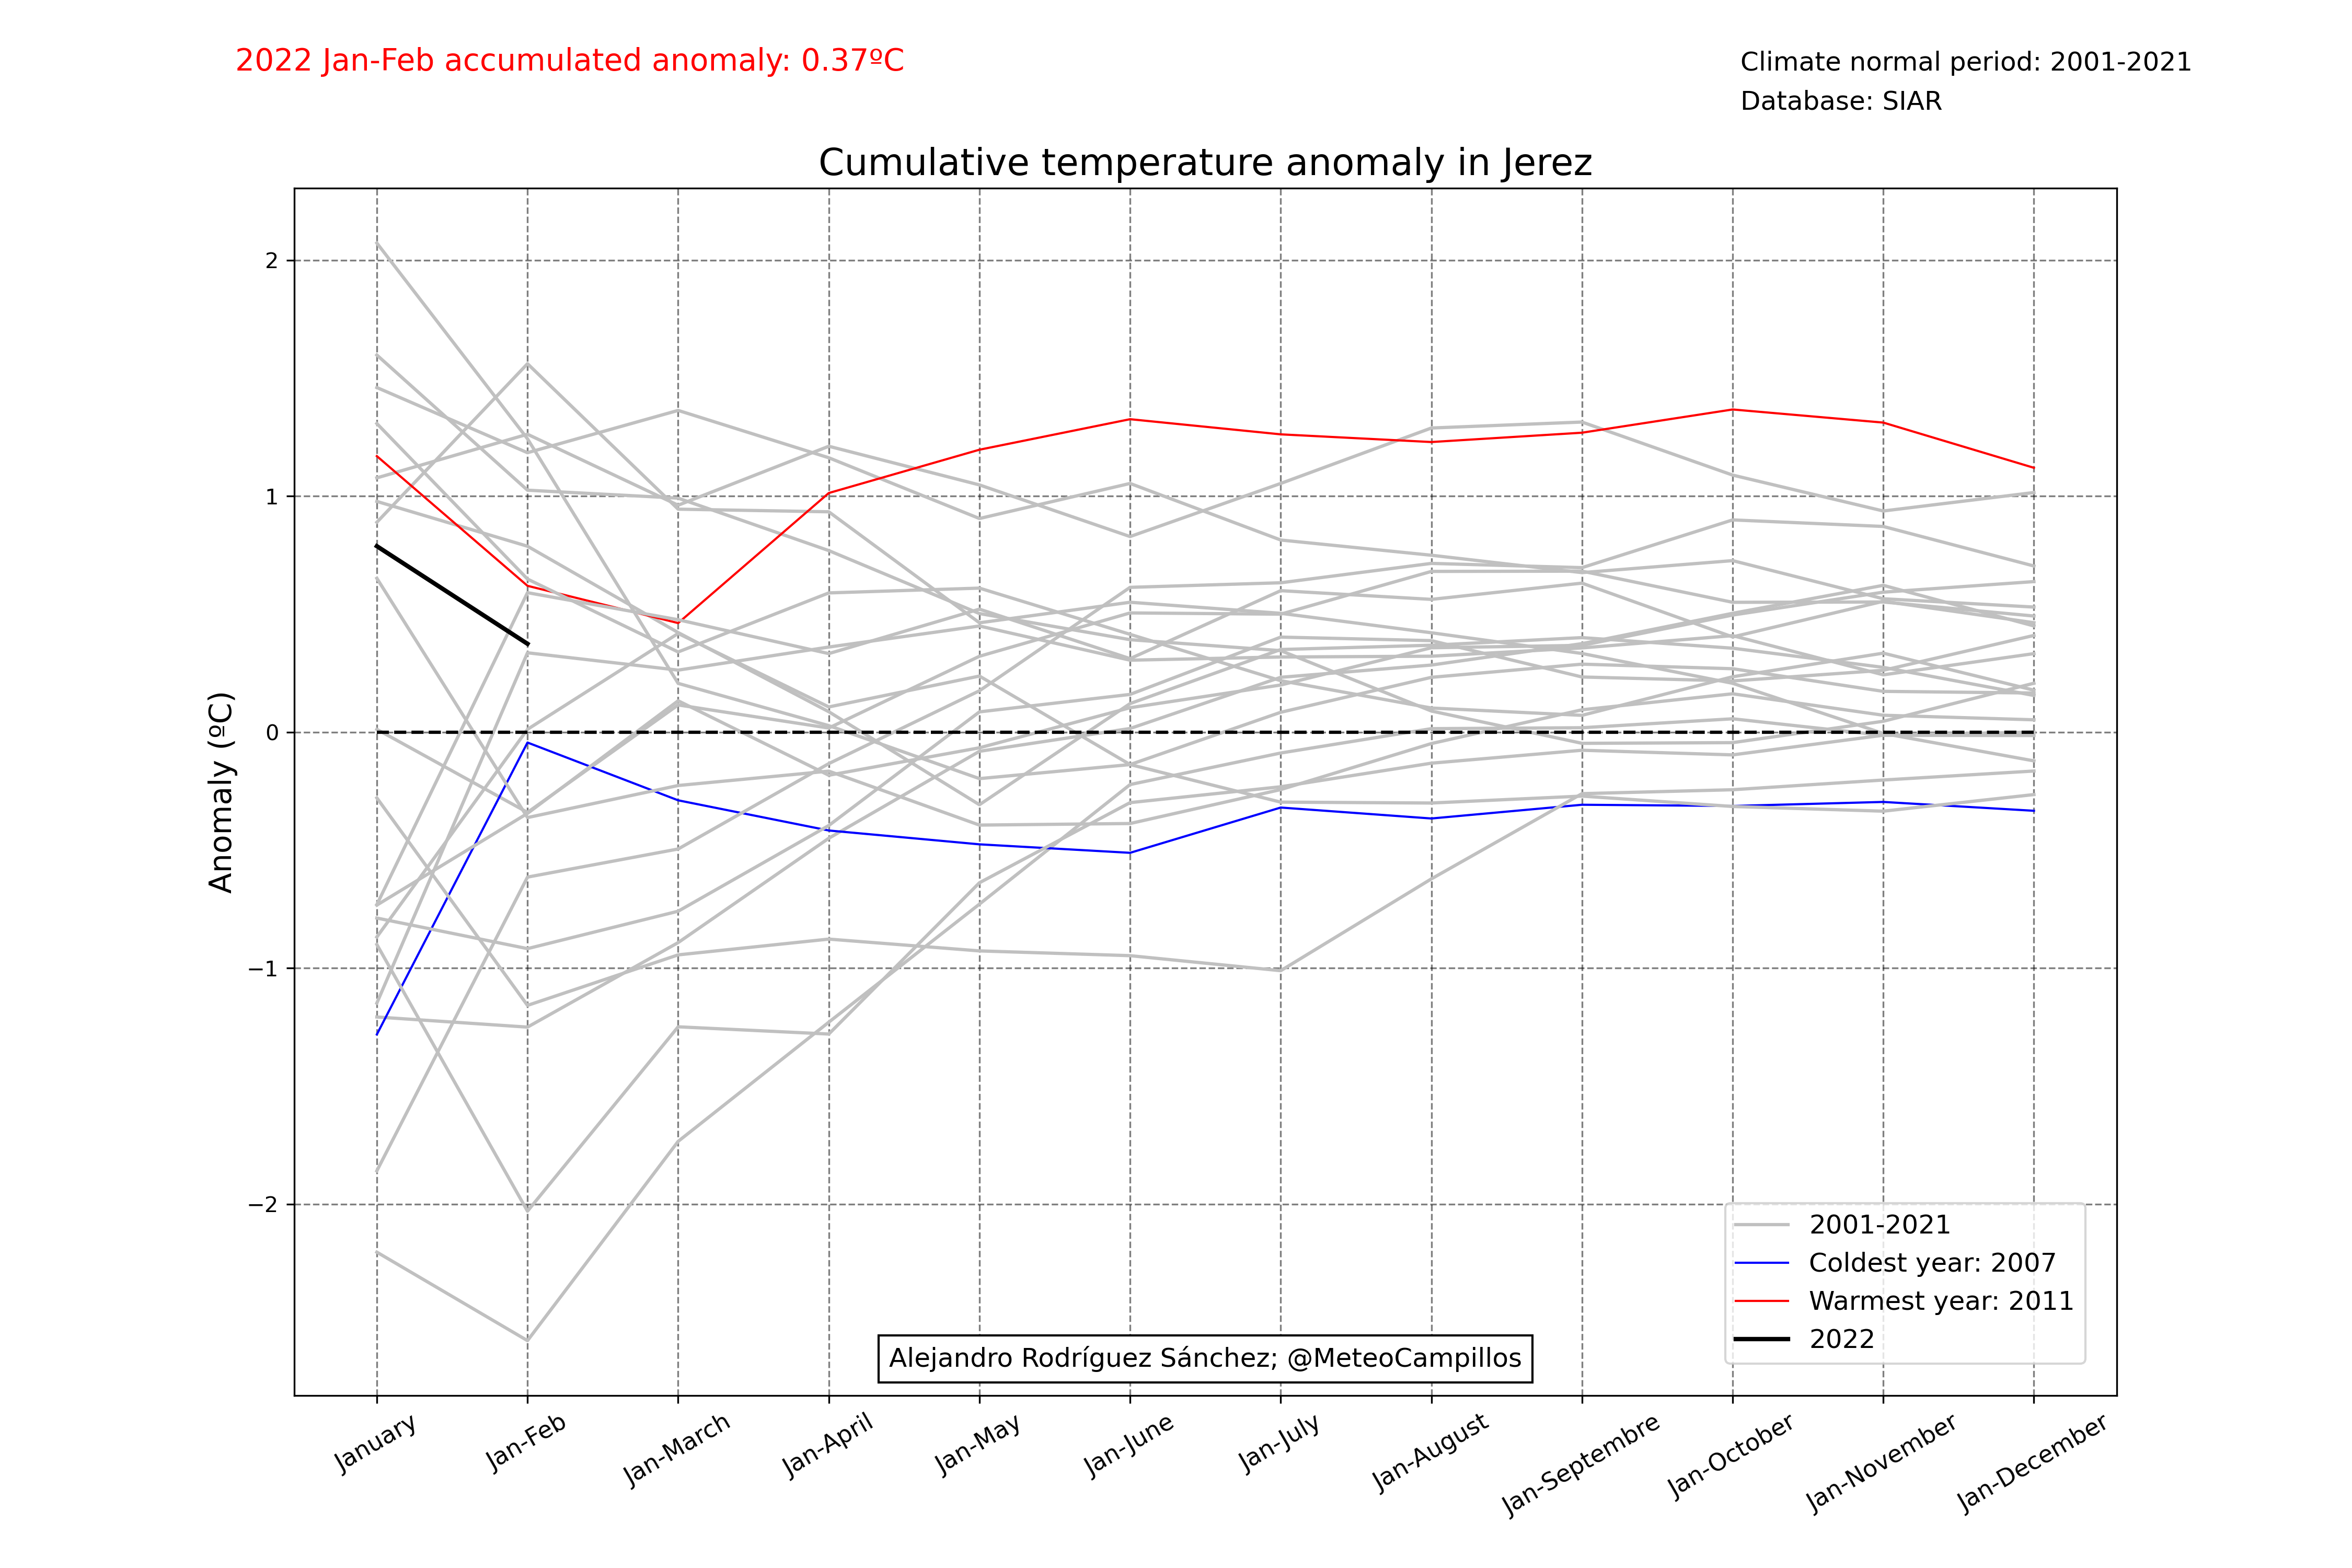 2022 Jan-Feb accumulated anomaly: 0.37ºC
Climate normal period: 2001-2021
Database: SIAR
Cumulative temperature anomaly in Jerez
Anomaly (ºC)
2
1
0
−1
−2
2001-2021
Coldest year: 2007
Warmest year: 2011
2022
Alejandro Rodríguez Sánchez; @MeteoCampillos
January
Jan-Feb
Jan-March
Jan-April
Jan-May
Jan-June
Jan-July
Jan-August
Jan-Septembre
Jan-October
Jan-November
Jan-December